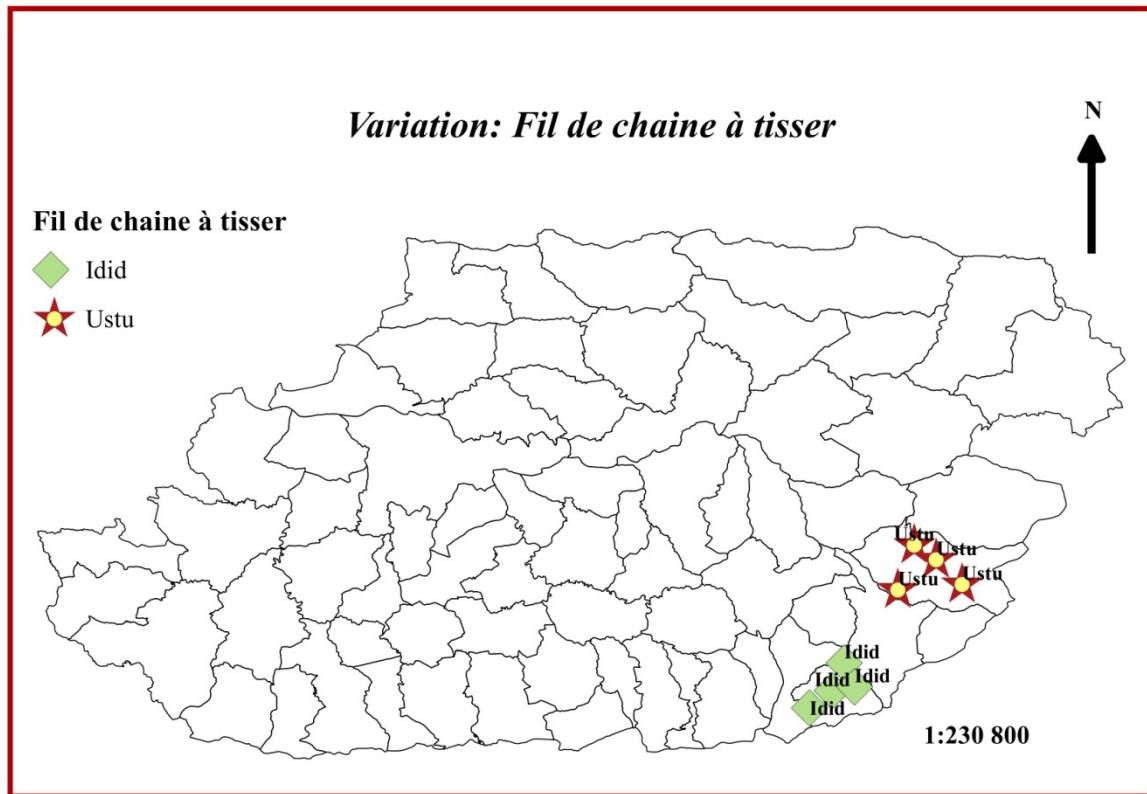 N
Variation: Fil de chaine à tisser
Fil de chaine à tisser
Idid
Ustu
Ustu
Ustu
Ustu
Ustu
Idid
Idid
Idid
Idid
1:230 800